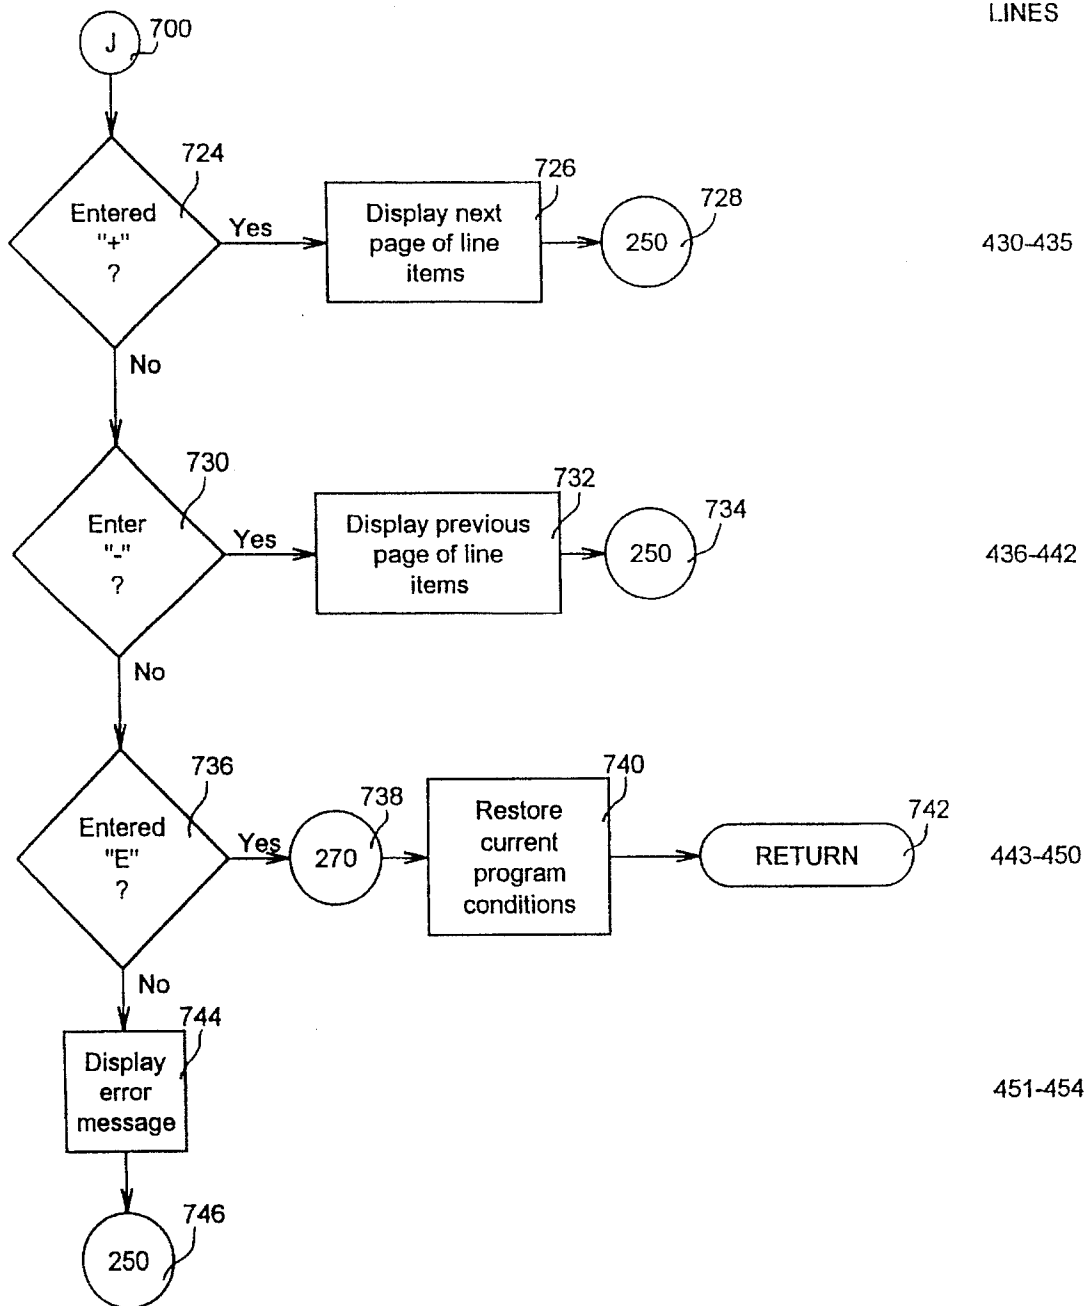 LINES
J
700
724
Entered
"+"
?
Yes
726
Display next
page of line
items
728
250
430-435
No
730
Enter
"-"
?
Yes
732
Display previous
page of line
items
734
250
436-442
No
736
Entered
"E"
?
Yes
738
270
740
Restore
current
program
conditions
742
RETURN
443-450
No
744
Display
error
message
451-454
746
250